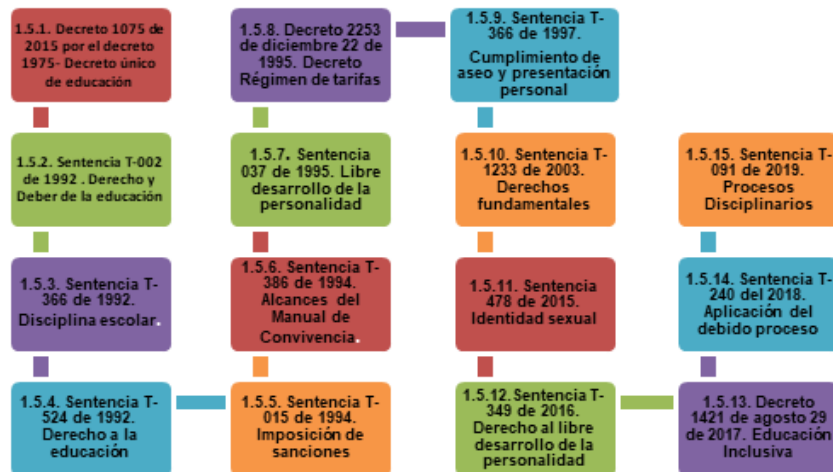 1.5.1. Decreto 1075 de
2015 por el decreto
1975- Decreto único
de educación
1.5.2. Sentencia T-002
de 1992 . Derecho y
Deber de la educación
1.5.3. Sentencia T-
366 de 1992.
Disciplina escolar.
1.5.4. Sentencia T-
524 de 1992.
Derecho a la
educación
1.5.5. Sentencia T-
015 de 1994.
Imposición de
sanciones
1.5.6. Sentencia T-
386 de 1994.
Alcances del
Manual de
Convivencia.
1.5.7. Sentencia
037 de 1995. Libre
desarrollo de la
personalidad
1.5.8. Decreto 2253
de diciembre 22 de
1995. Decreto
Régimen de tarifas
1.5.9. Sentencia T-
366 de 1997.
Cumplimiento de
aseo y presentación
personal
1.5.10. Sentencia T-
1233 de 2003.
Derechos
fundamentales
1.5.11. Sentencia
478 de 2015.
Identidad sexual
1.5.12. Sentencia T-
349 de 2016.
Derecho al libre
desarrollo de la
personalidad
1.5.13. Decreto
1421 de agosto 29
de 2017. Educación
Inclusiva
1.5.14. Sentencia T-
240 del 2018.
Aplicación del
debido proceso
1.5.15. Sentencia T-
091 de 2019.
Procesos
Disciplinarios